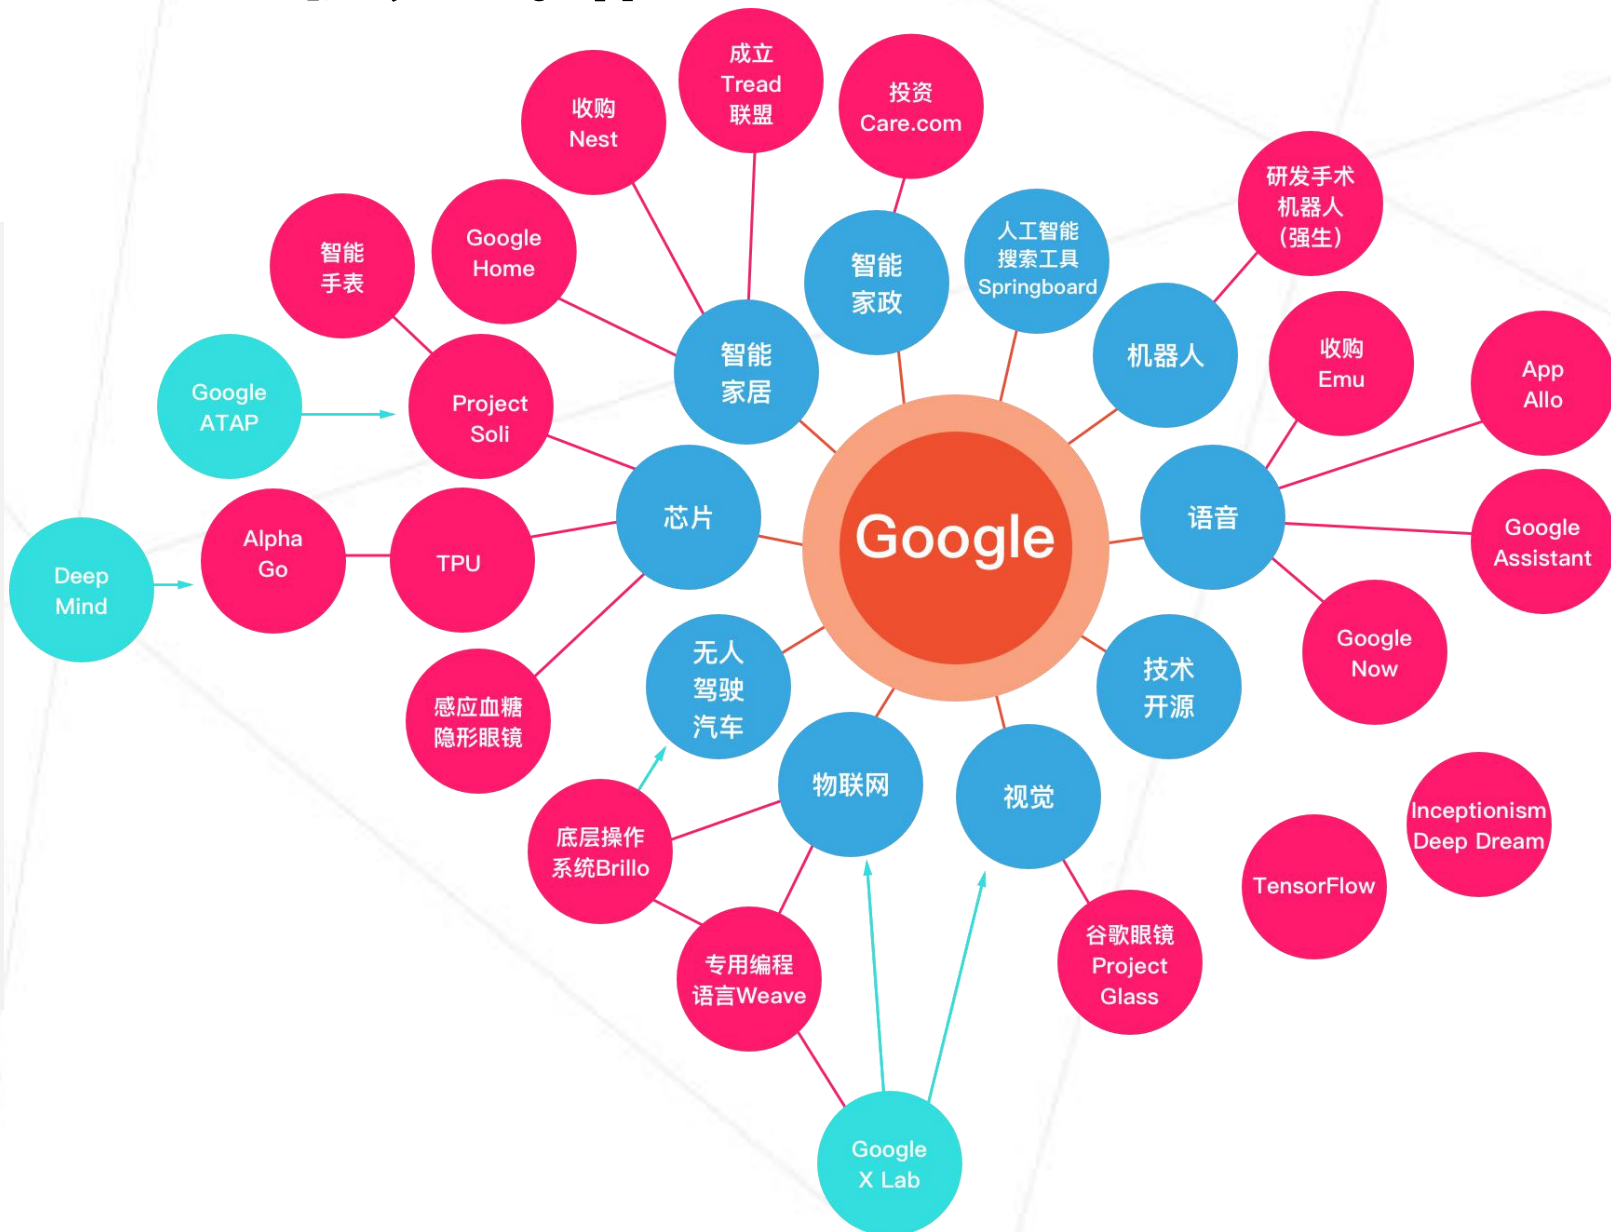 成立
Tread
联盟
收购
Nest
投资
Care.com
研发手术
机器人
（强生）
智能
手表
Google
Home
智能
家政
人工智能
搜索工具
Springboard
机器人
收购
Emu
App
Allo
智能
家居
Google
ATAP
Project
Soli
芯片
Google
语音
Google
Assistant
Deep
Mind
Alpha
Go
TPU
Google
Now
感应血糖
隐形眼镜
无人
驾驶
汽车
技术
开源
物联网
视觉
底层操作
系统Brillo
Inceptionism
Deep Dream
TensorFlow
专用编程
语言Weave
谷歌眼镜
Project
Glass
Google
X Lab